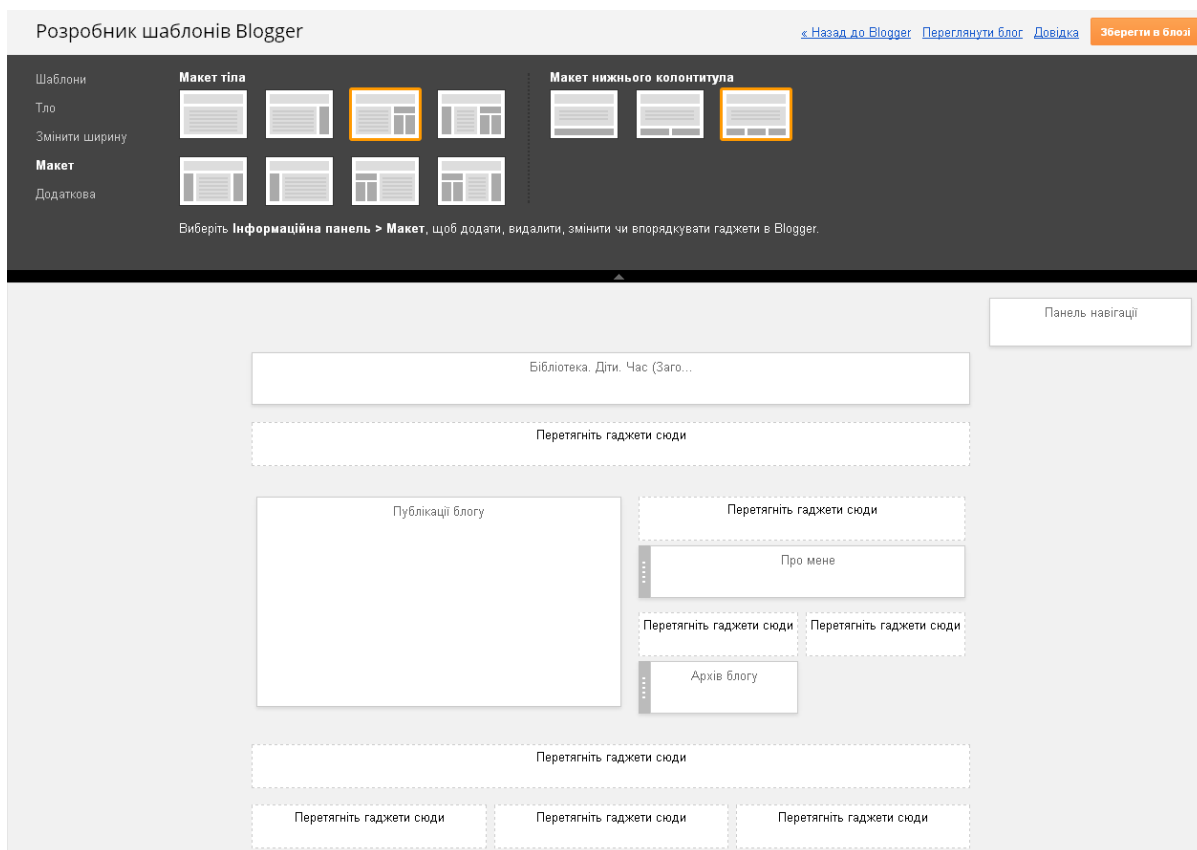 Розробник шаблонів Blogger
« Назад до Blogger Переглянути блог Довідка Зберегти в блозі
Шаблони
Тло
Змінити ширину
Макет
Додаткова
Макет тіла
Макет нижнього колонтитула
Виберіть Інформаційна панель > Макет, щоб додати, видалити, змінити чи впорядкувати гаджети в Blogger.
Панель навігації
Бібліотека. Діти. Час (Заго...
Перетягніть гаджети сюди
Публікації блогу
Перетягніть гаджети сюди
Про мене
Перетягніть гаджети сюди
Перетягніть гаджети сюди
Архів блогу
Перетягніть гаджети сюди
Перетягніть гаджети сюди
Перетягніть гаджети сюди
Перетягніть гаджети сюди